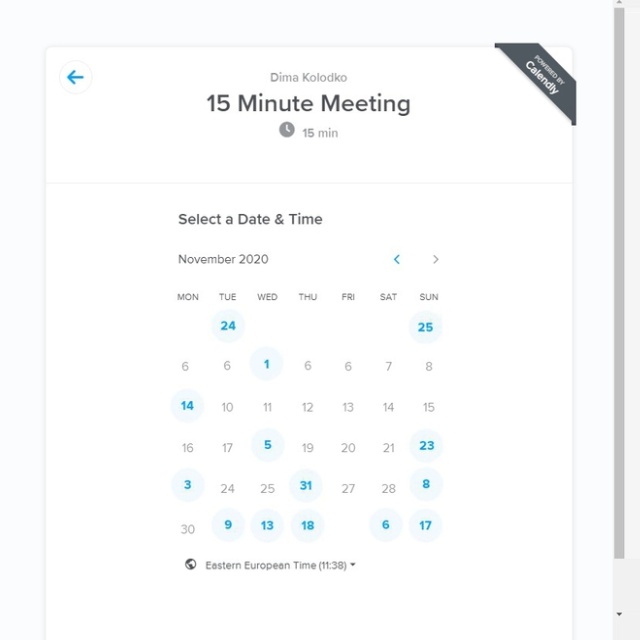 POWERED BY
Calendly
Dima Kolodko
15 Minute Meeting
15 min
Select a Date & Time
November 2020
MON TUE WED THU FRI SAT SUN
24 25
6 6 1 6 6 7 8
14 10 11 12 13 14 15
16 17 5 19 20 21 23
3 24 25 31 27 28 8
30 9 13 18 6 17
Eastern European Time (11:38)